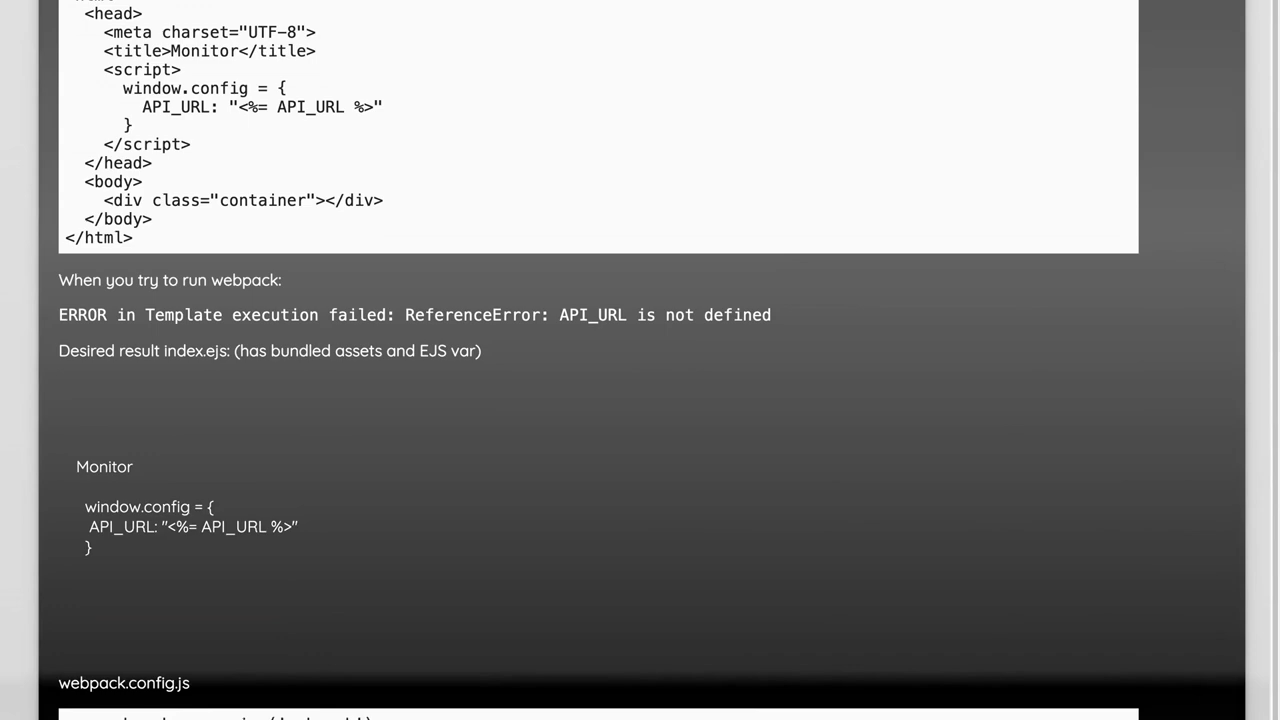 <head>
<meta charset="UTF-8">
<title>Monitor</title>
<script>
window.config = {
API_URL: "<%= API_URL %>"
}
</script>
</head>
<body>
<div class="container"></div>
</body>
</html>
When you try to run webpack:
ERROR in Template execution failed: ReferenceError: API_URL is not defined
Desired result index.ejs: (has bundled assets and EJS var)
Monitor
window.config = {
API_URL: "<%= API_URL %>"
}
webpack.config.js